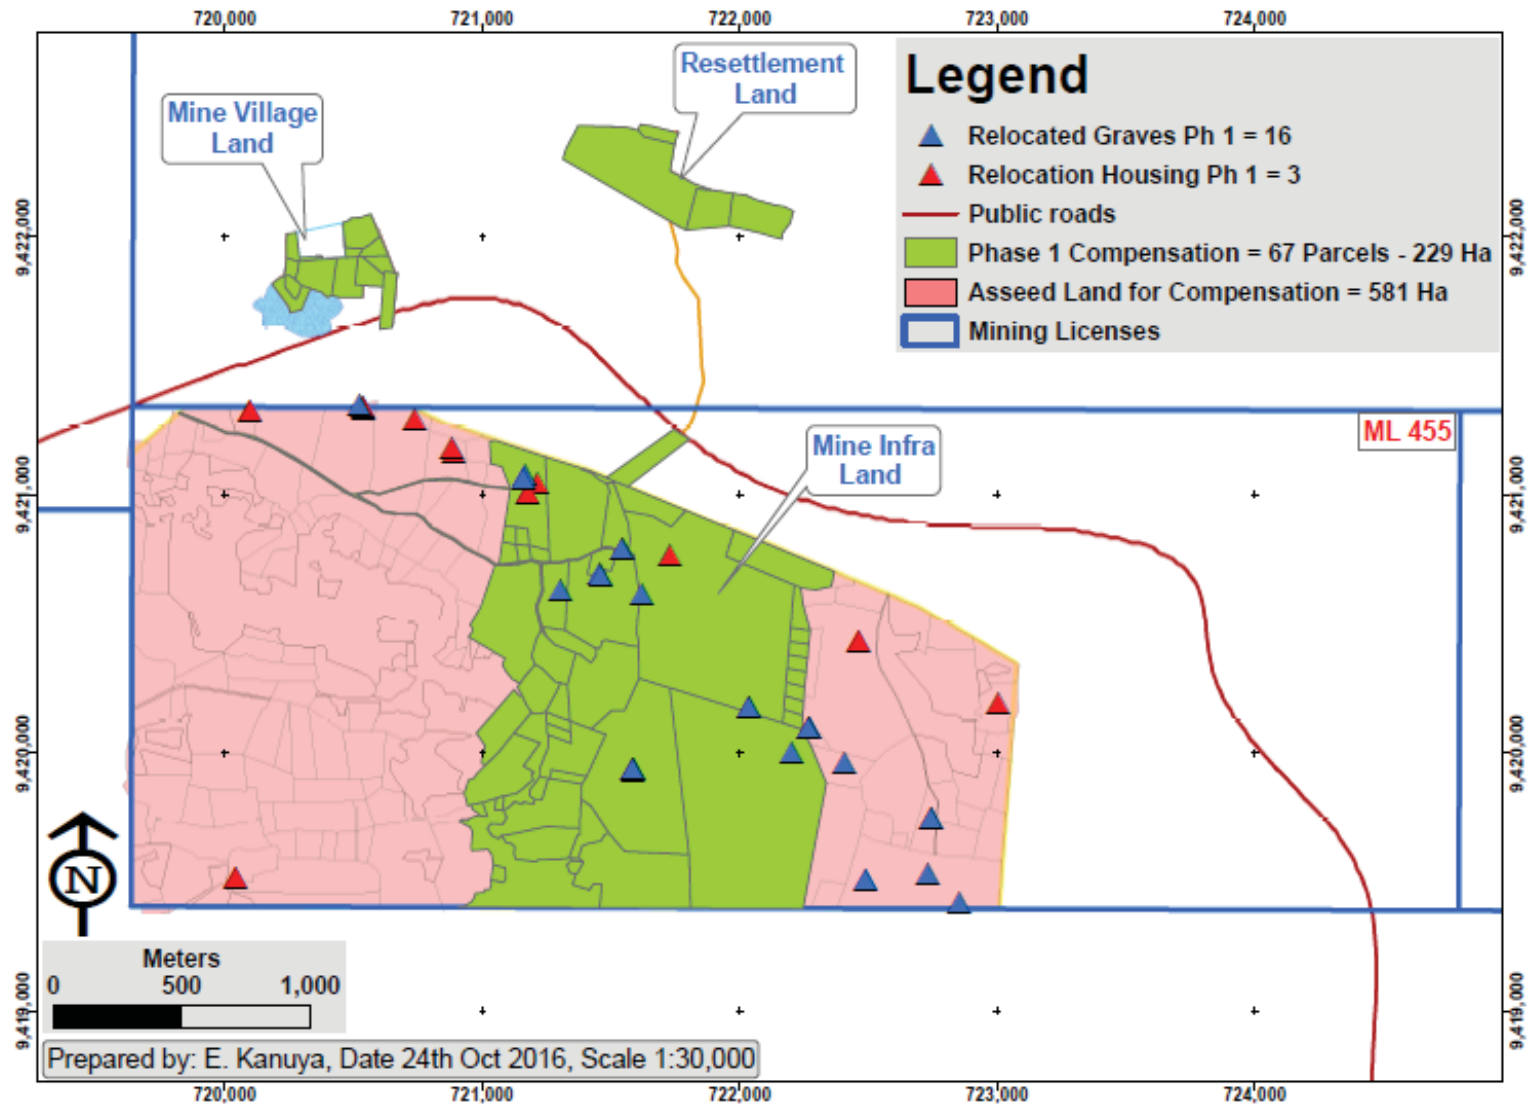 720,000
721,000
722,000
723,000
724,000
Resettlement
Land
Mine Village
Land
Legend
Relocated Graves Ph 1 = 16
Relocation Housing Ph 1 = 3
Public roads
Phase 1 Compensation = 67 Parcels - 229 Ha
Asseed Land for Compensation = 581 Ha
Mining Licenses
9,422,000
9,422,000
ML 455
Mine Infra
Land
9,421,000
9,421,000
9,420,000
9,420,000
N
Meters
0 500 1,000
9,419,000
9,419,000
Prepared by: E. Kanuya, Date 24th Oct 2016, Scale 1:30,000
720,000
721,000
722,000
723,000
724,000